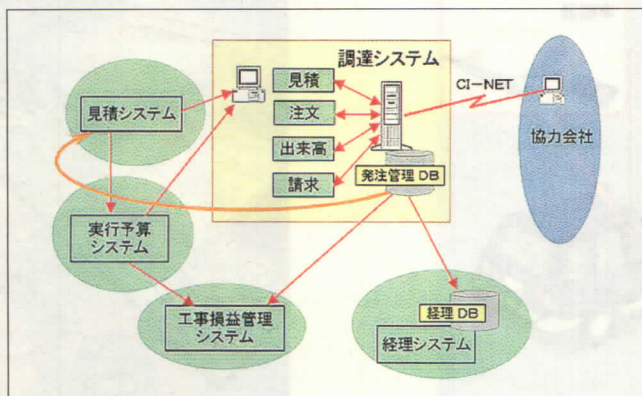 調達システム
見積
注文
出来高
請求
発注管理 DB
CI-NET
協力会社
見積システム
実行予算
システム
工事損益管理
システム
経理 DB
経理システム